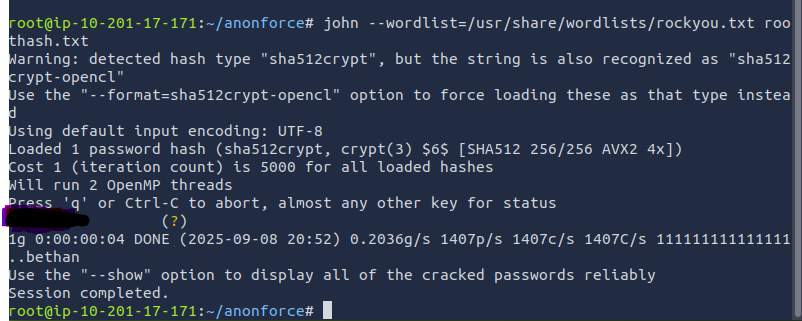 root@ip-10-201-17-171:~/anonforce# john --wordlist=/usr/share/wordlists/rockyou.txt roo
thash.txt
Warning: detected hash type "sha512crypt", but the string is also recognized as "sha512
crypt-opencl"
Use the "--format=sha512crypt-opencl" option to force loading these as that type instea
d
Using default input encoding: UTF-8
Loaded 1 password hash (sha512crypt, crypt(3) $6$ [SHA512 256/256 AVX2 4x])
Cost 1 (iteration count) is 5000 for all loaded hashes
Will run 2 OpenMP threads
Press 'q' or Ctrl-C to abort, almost any other key for status
(?)
1g 0:00:00:04 DONE (2025-09-08 20:52) 0.2036g/s 1407p/s 1407c/s 1407C/s 111111111111111
..bethan
Use the "--show" option to display all of the cracked passwords reliably
Session completed.
root@ip-10-201-17-171:~/anonforce#